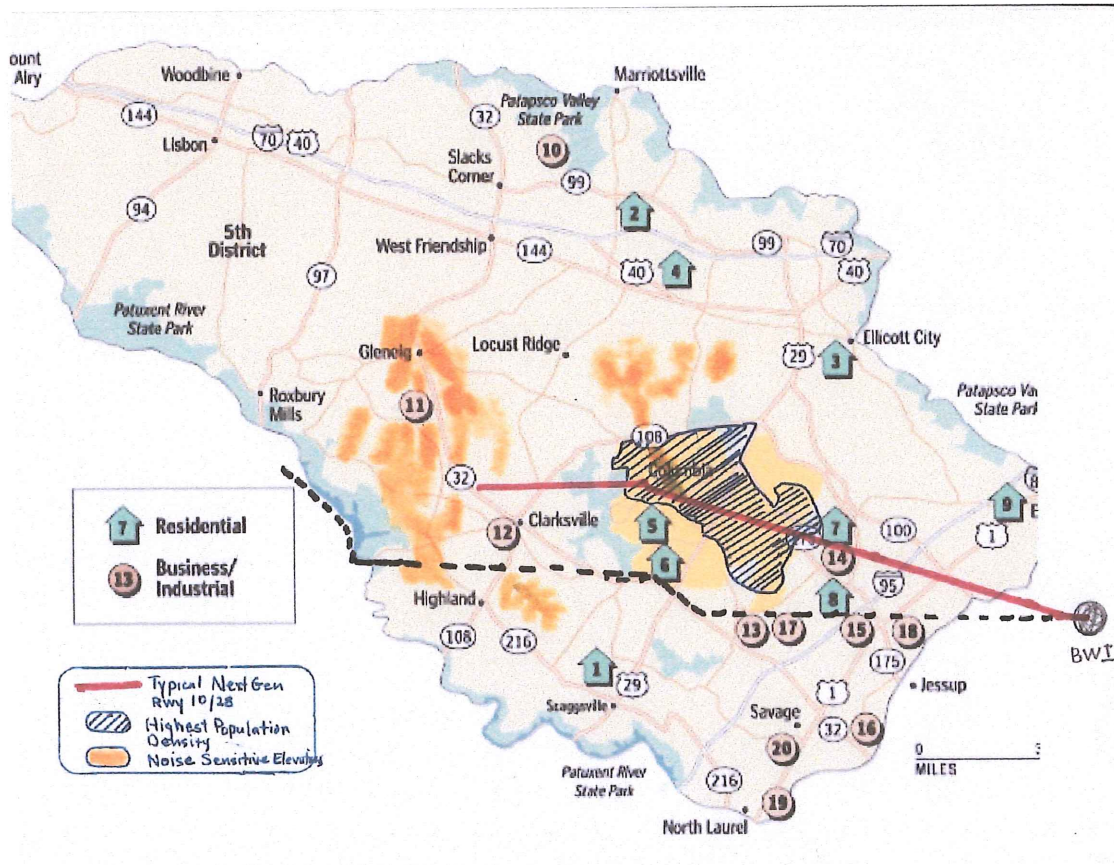 ount
Airy
Woodbine
Marriottsville
Patapsco Valley
State Park
144
32
70
40
Lisbon
10
Slacks
Corner
99
94
2
5th
District
West Friendship
144
99
70
97
40
4
40
Patuxent River
State Park
Glenelg
Locust Ridge
Ellicott City
29
3
Roxbury
Mills
11
Patapsco Va
State Park
108
Columbia
32
9
E
7 Residential
13 Business/
Industrial
12
Clarksville
5
7
100
1
14
6
95
8
Highland
108
216
13
17
15
18
BWI
175
1
29
Scaggsville
Jessup
1
Savage
32
16
20
0 3
MILES
Patuxent River
State Park
216
19
North Laurel
Typical NextGen
Rwy 10/28
Highest Population
Density
Noise Sensitive Elevations